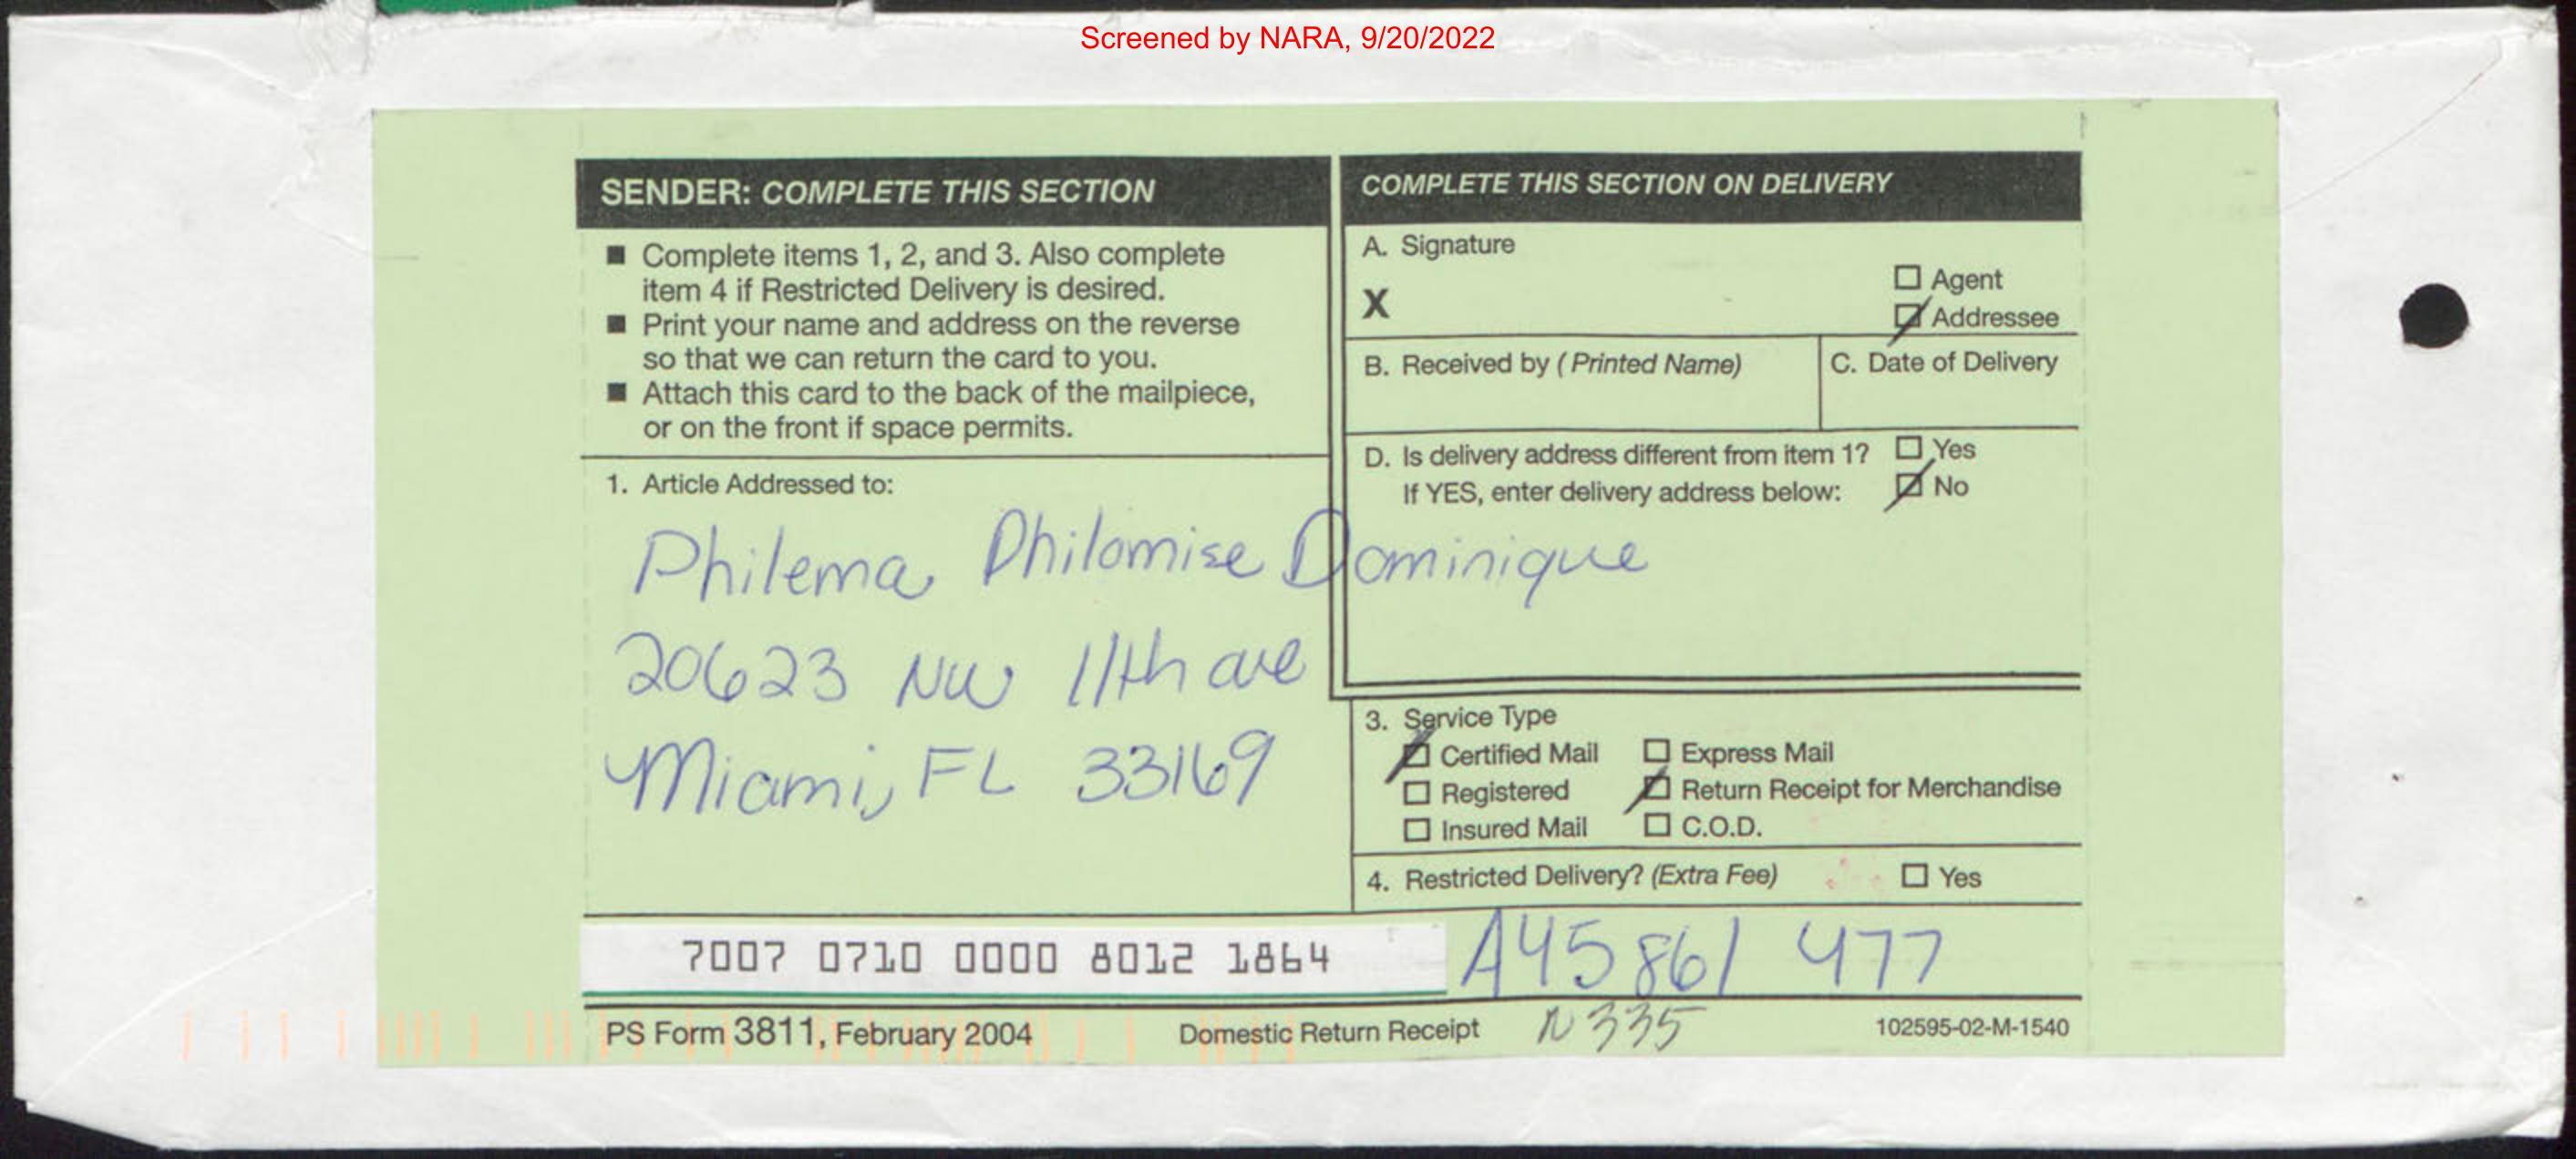 Screened by NARA, 9/20/2022
SENDER: COMPLETE THIS SECTION
■ Complete items 1, 2, and 3. Also complete
item 4 if Restricted Delivery is desired.
■ Print your name and address on the reverse
so that we can return the card to you.
■ Attach this card to the back of the mailpiece,
or on the front if space permits.
1. Article Addressed to:
Philema Philomise Dominique
20623 NW 11th ave
Miami, FL 33169
COMPLETE THIS SECTION ON DELIVERY
A. Signature
X
☐ Agent
☑ Addressee
B. Received by (Printed Name)
C. Date of Delivery
D. Is delivery address different from item 1? ☐ Yes
If YES, enter delivery address below: ☑ No
3. Service Type
☑ Certified Mail ☐ Express Mail
☐ Registered ☑ Return Receipt for Merchandise
☐ Insured Mail ☐ C.O.D.
4. Restricted Delivery? (Extra Fee) ☐ Yes
7007 0710 0000 8012 1864
A45 861 477
PS Form 3811, February 2004 Domestic Return Receipt N335 102595-02-M-1540